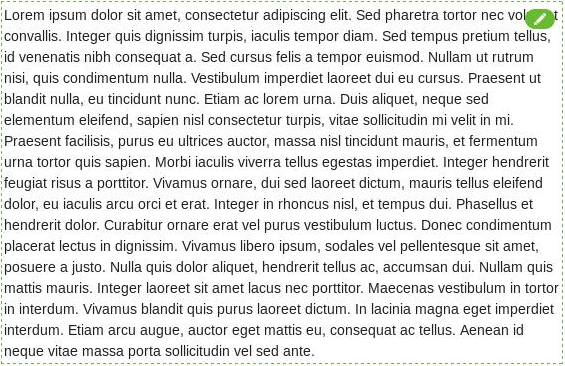 Lorem ipsum dolor sit amet, consectetur adipiscing elit. Sed pharetra tortor nec
convallis. Integer quis dignissim turpis, iaculis tempor diam. Sed tempus pretium tellus,
id venenatis nibh consequat a. Sed cursus felis a tempor euismod. Nullam ut rutrum
nisi, quis condimentum nulla. Vestibulum imperdiet laoreet dui eu cursus. Praesent ut
blandit nulla, eu tincidunt nunc. Etiam ac lorem urna. Duis aliquet, neque sed
elementum eleifend, sapien nisl consectetur turpis, vitae sollicitudin mi velit in mi.
Praesent facilisis, purus eu ultrices auctor, massa nisl tincidunt mauris, et fermentum
urna tortor quis sapien. Morbi iaculis viverra tellus egestas imperdiet. Integer hendrerit
feugiat risus a porttitor. Vivamus ornare, dui sed laoreet dictum, mauris tellus eleifend
dolor, eu iaculis arcu orci et erat. Integer in rhoncus nisl, et tempus dui. Phasellus et
hendrerit dolor. Curabitur ornare erat vel purus vestibulum luctus. Donec condimentum
placerat lectus in dignissim. Vivamus libero ipsum, sodales vel pellentesque sit amet,
posuere a justo. Nulla quis dolor aliquet, hendrerit tellus ac, accumsan dui. Nullam quis
mattis mauris. Integer laoreet sit amet lacus nec porttitor. Maecenas vestibulum in tortor
in interdum. Vivamus blandit quis purus laoreet dictum. In lacinia magna eget imperdiet
interdum. Etiam arcu augue, auctor eget mattis eu, consequat ac tellus. Aenean id
neque vitae massa porta sollicitudin vel sed ante.